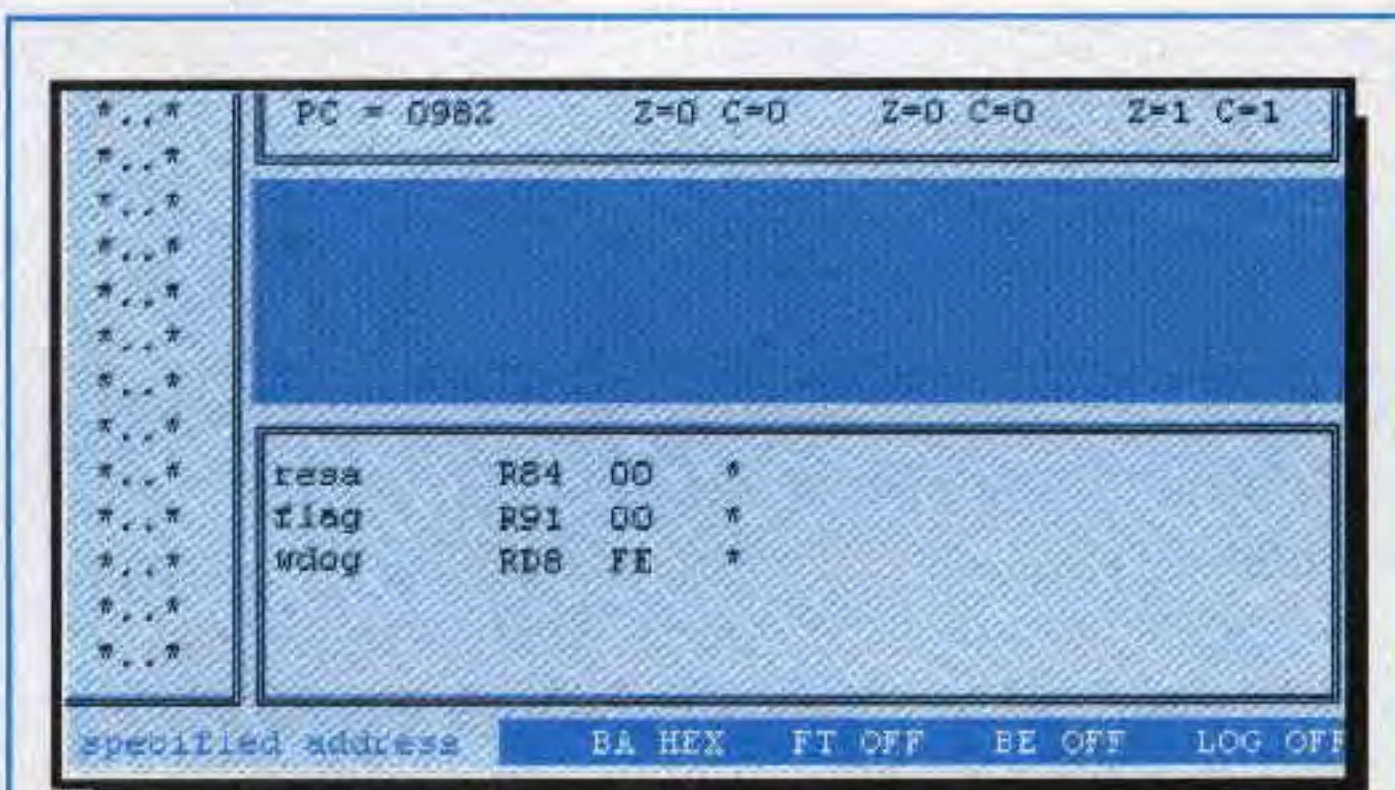 *..* PC = 0982 Z=0 C=0 Z=0 C=0 Z=1 C=1
*..*
*..*
*..*
*..*
*..*
*..*
*..*
*..* resa R84 00 *
*..* flag R91 00 *
*..* wdog RD8 FE *
*..*
*..*
specified address BA HEX FT OFF BE OFF LOG OFF